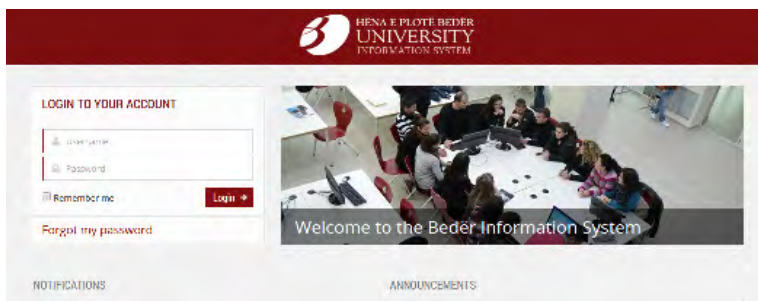 HËNA E PLOTË BEDËR
UNIVERSITY
INFORMATION SYSTEM
LOGIN TO YOUR ACCOUNT
Username
Password
Remember me
Login
Forgot my password
Welcome to the Bedër Information System
NOTIFICATIONS
ANNOUNCEMENTS